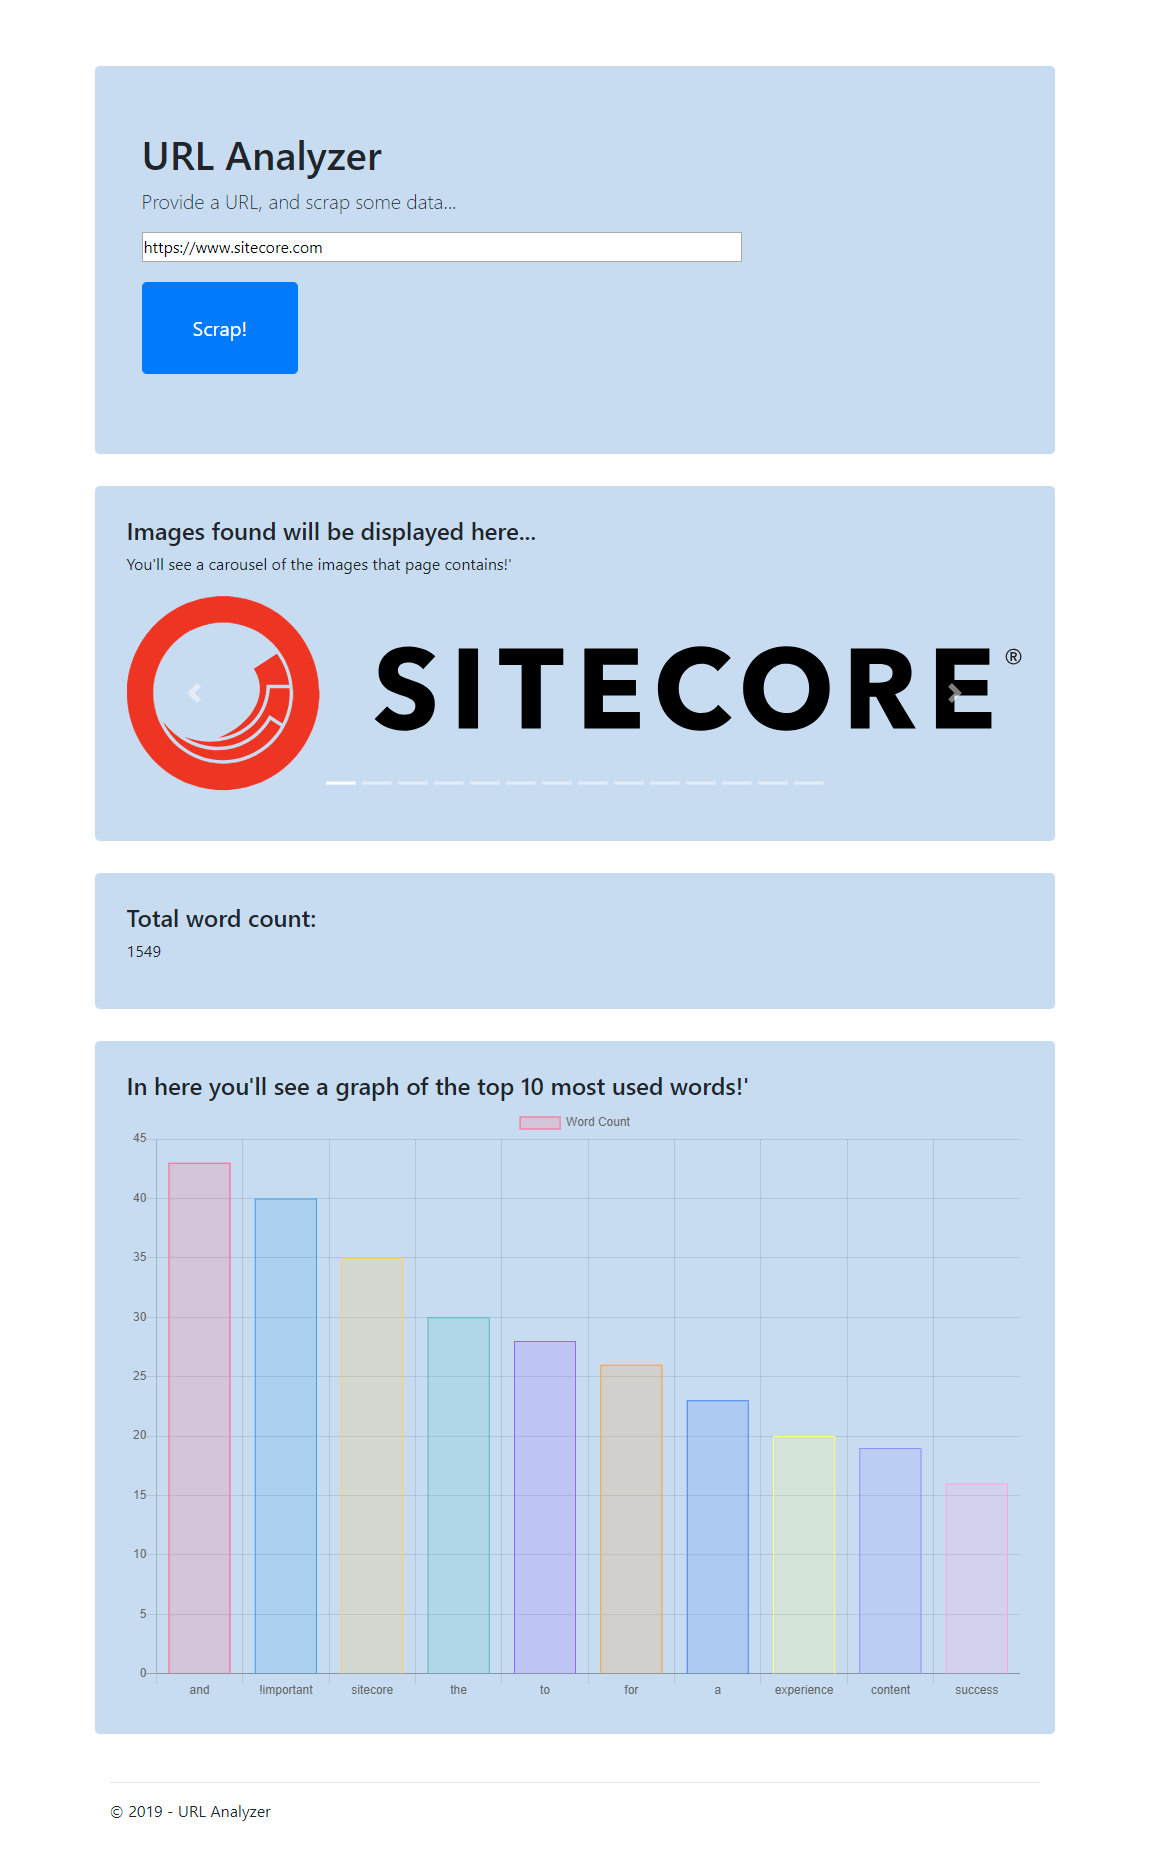 URL Analyzer
Provide a URL, and scrap some data...
https://www.sitecore.com
Scrap!
Images found will be displayed here...
You'll see a carousel of the images that page contains!'
SITECORE®
Total word count:
1549
In here you'll see a graph of the top 10 most used words!'
Word Count
45
40
35
30
25
20
15
10
5
0
and !important sitecore the to for a experience content success
© 2019 - URL Analyzer